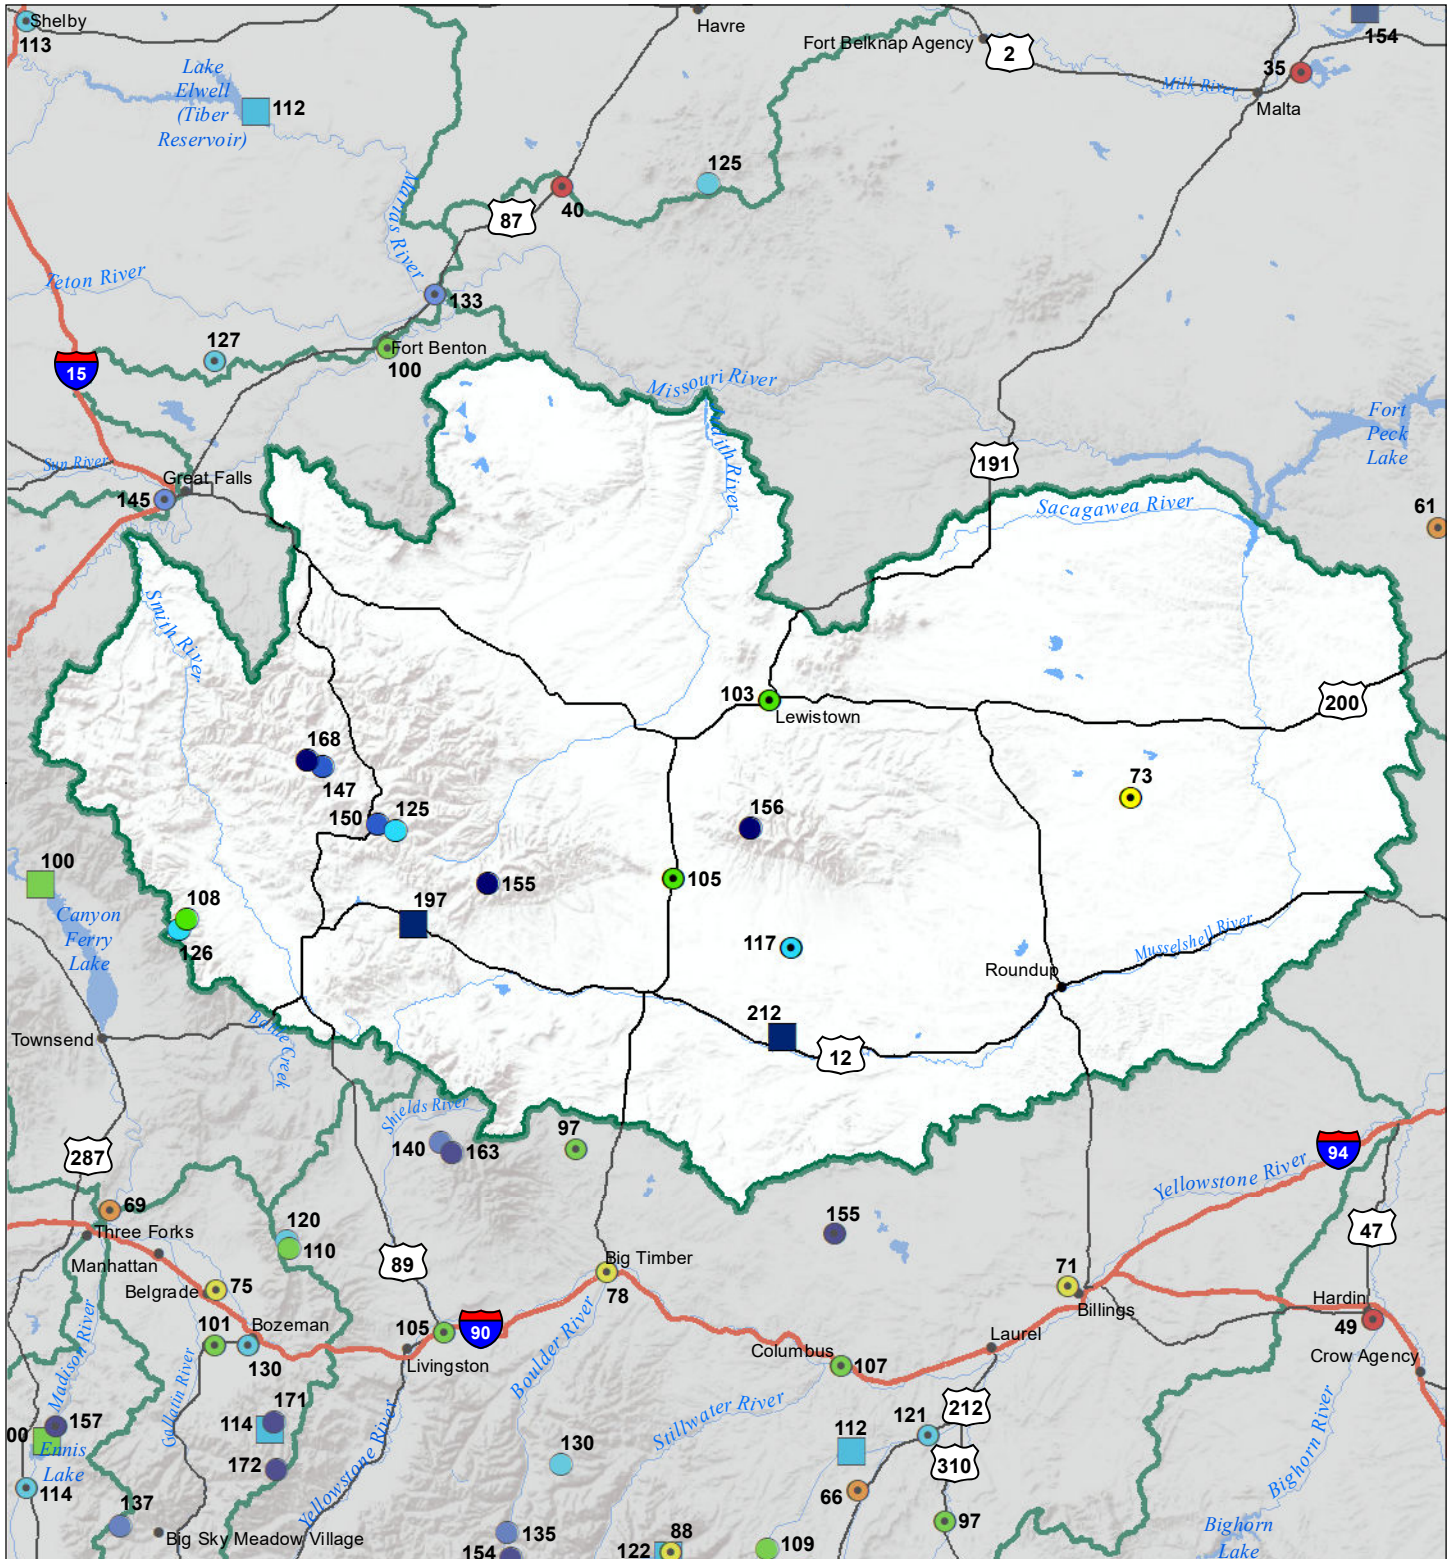 Shelby
113
Havre
Fort Belknap Agency
2
154
35
Milk River
Malta
Lake
Elwell
(Tiber
Reservoir)
112
125
Marias River
40
87
Teton River
133
127
Fort Benton
100
15
Missouri River
Judith River
Fort
Peck
Lake
Sun River
Great Falls
145
191
Sacagawea River
61
Smith River
103
Lewistown
200
168
147
150
125
156
73
100
155
105
108
197
Canyon
Ferry
Lake
126
117
Musselshell River
Roundup
212
12
Townsend
Battle Creek
Shields River
140
163
97
287
94
Yellowstone River
69
Three Forks
120
110
155
47
Manhattan
89
Big Timber
78
71
Billings
Belgrade
75
Hardin
49
101
Bozeman
130
105
90
Livingston
Boulder River
Columbus
107
Laurel
Crow Agency
Madison River
Gallatin River
171
114
157
00
Ennis
Lake
172
Yellowstone River
Stillwater River
130
112
121
212
310
Bighorn River
114
66
137
Big Sky Meadow Village
135
154
122
88
109
97
Bighorn
Lake